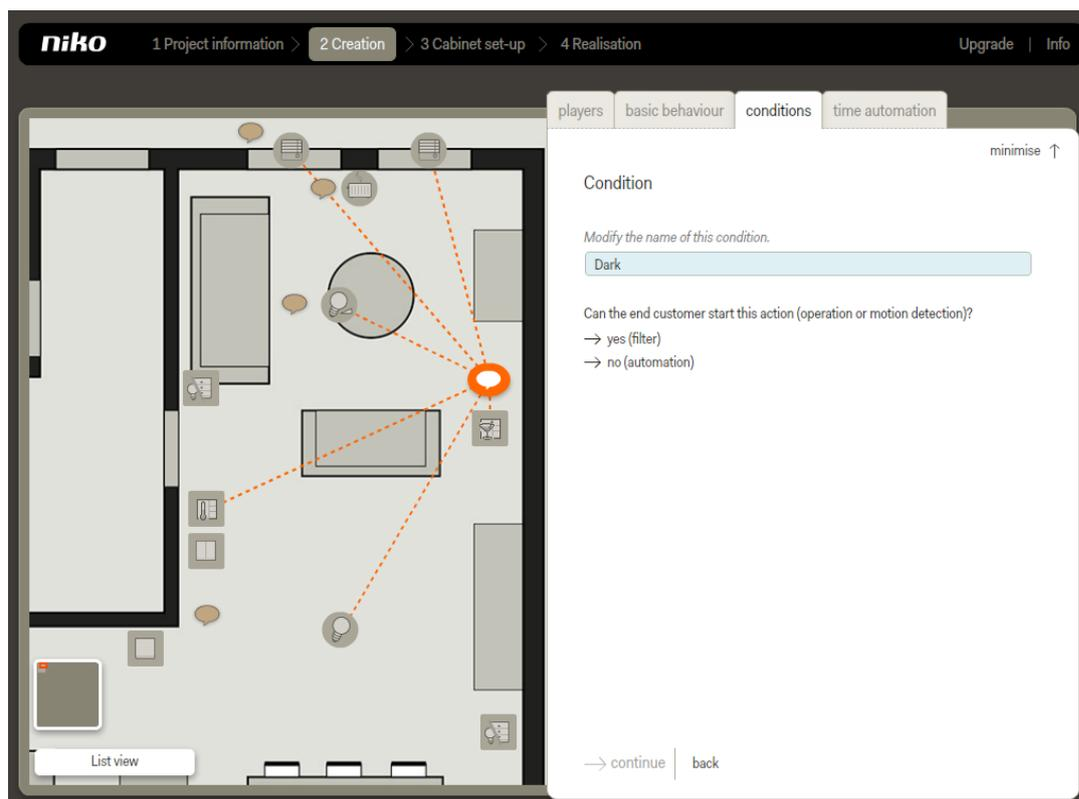 niko 1 Project information 2 Creation 3 Cabinet set-up 4 Realisation Upgrade | Info
players basic behaviour conditions time automation
minimise ↑
Condition
Modify the name of this condition.
Dark
Can the end customer start this action (operation or motion detection)?
→ yes (filter)
→ no (automation)
List view
→ continue back